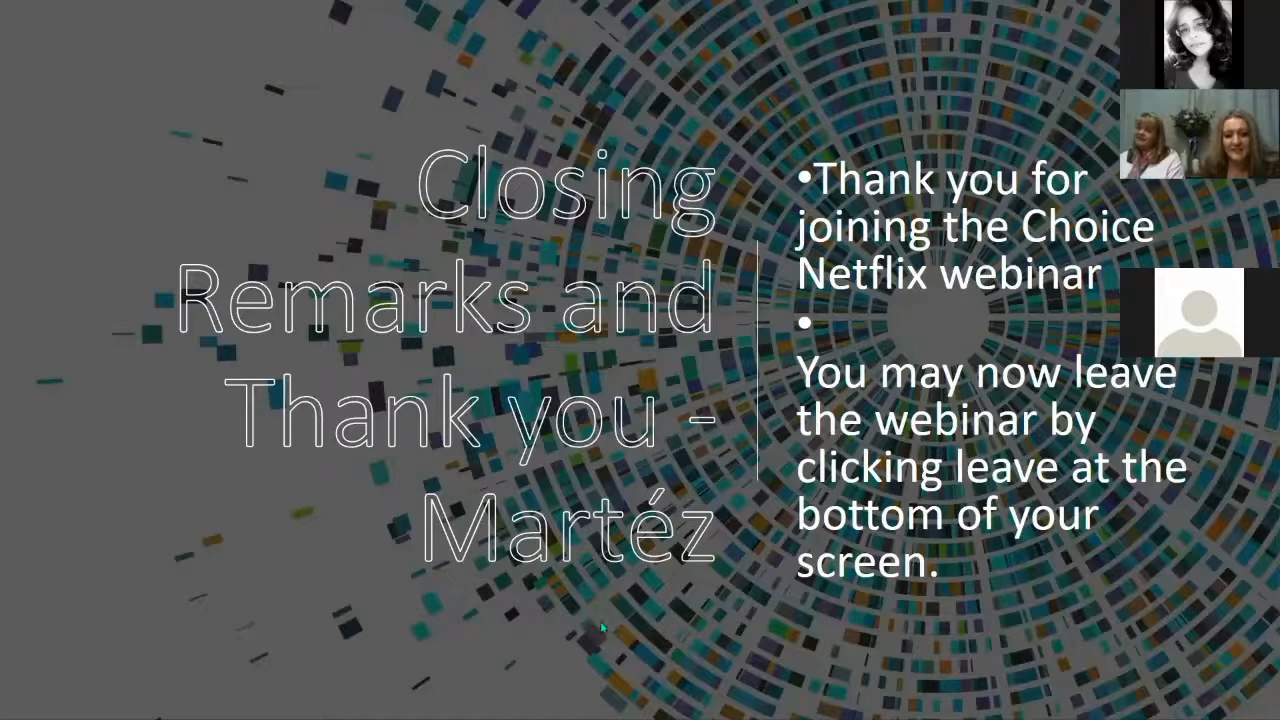 Closing
Remarks and
Thank you -
Martéz
•Thank you for
joining the Choice
Netflix webinar
•
You may now leave
the webinar by
clicking leave at the
bottom of your
screen.